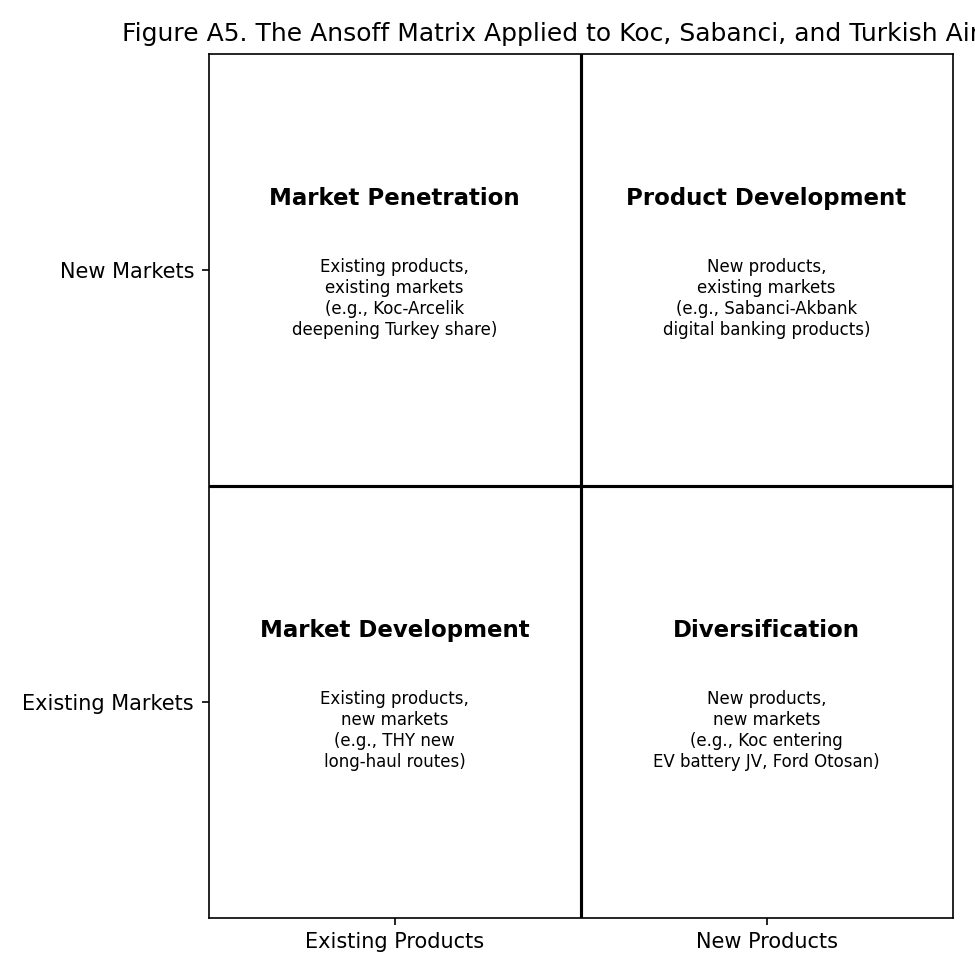 Figure A5. The Ansoff Matrix Applied to Koc, Sabanci, and Turkish Air
Market Penetration
Existing products,
existing markets
(e.g., Koc-Arcelik
deepening Turkey share)
Product Development
New products,
existing markets
(e.g., Sabanci-Akbank
digital banking products)
New Markets
Market Development
Existing products,
new markets
(e.g., THY new
long-haul routes)
Diversification
New products,
new markets
(e.g., Koc entering
EV battery JV, Ford Otosan)
Existing Markets
Existing Products
New Products